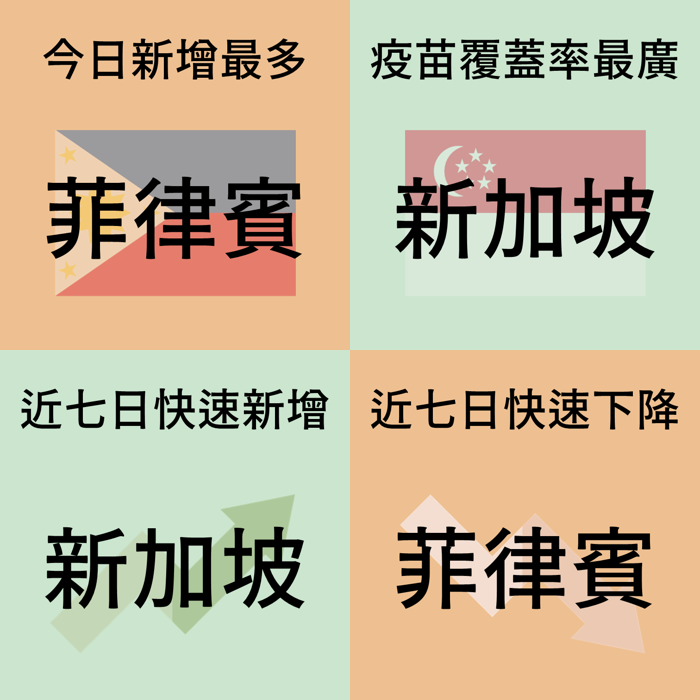 今日新增最多
菲律賓
疫苗覆蓋率最廣
新加坡
近七日快速新增
新加坡
近七日快速下降
菲律賓